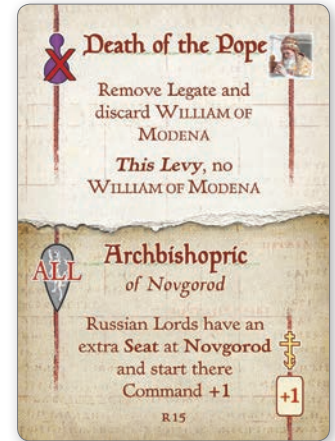 Death of the Pope
Remove Legate and
discard WILLIAM OF
MODENA
This Levy, no
WILLIAM OF MODENA
ALL
Archbishopric
of Novgorod
Russian Lords have an
extra Seat at Novgorod
and start there
Command +1
+1
R15